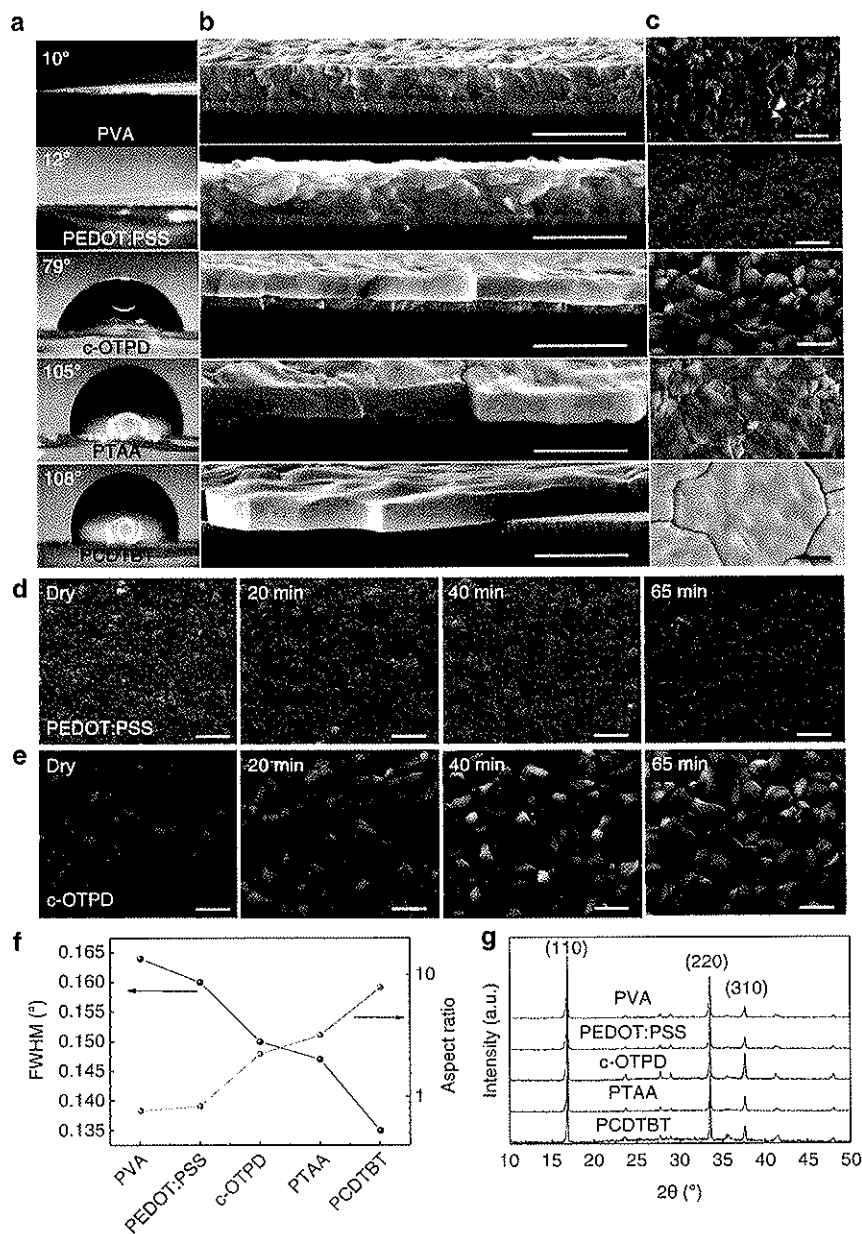 a
b
c
10°
PVA
12°
PEDOT:PSS
79°
c-OTPD
105°
PTAA
108°
PCDTBT
d
Dry
20 min
40 min
65 min
PEDOT:PSS
e
Dry
20 min
40 min
65 min
c-OTPD
f
0.165
0.160
0.155
0.150
0.145
0.140
0.135
FWHM (°)
10
1
Aspect ratio
PVA
PEDOT:PSS
c-OTPD
PTAA
PCDTBT
g
(110)
(220)
(310)
PVA
PEDOT:PSS
c-OTPD
PTAA
PCDTBT
Intensity (a.u.)
10 15 20 25 30 35 40 45 50
2θ (°)